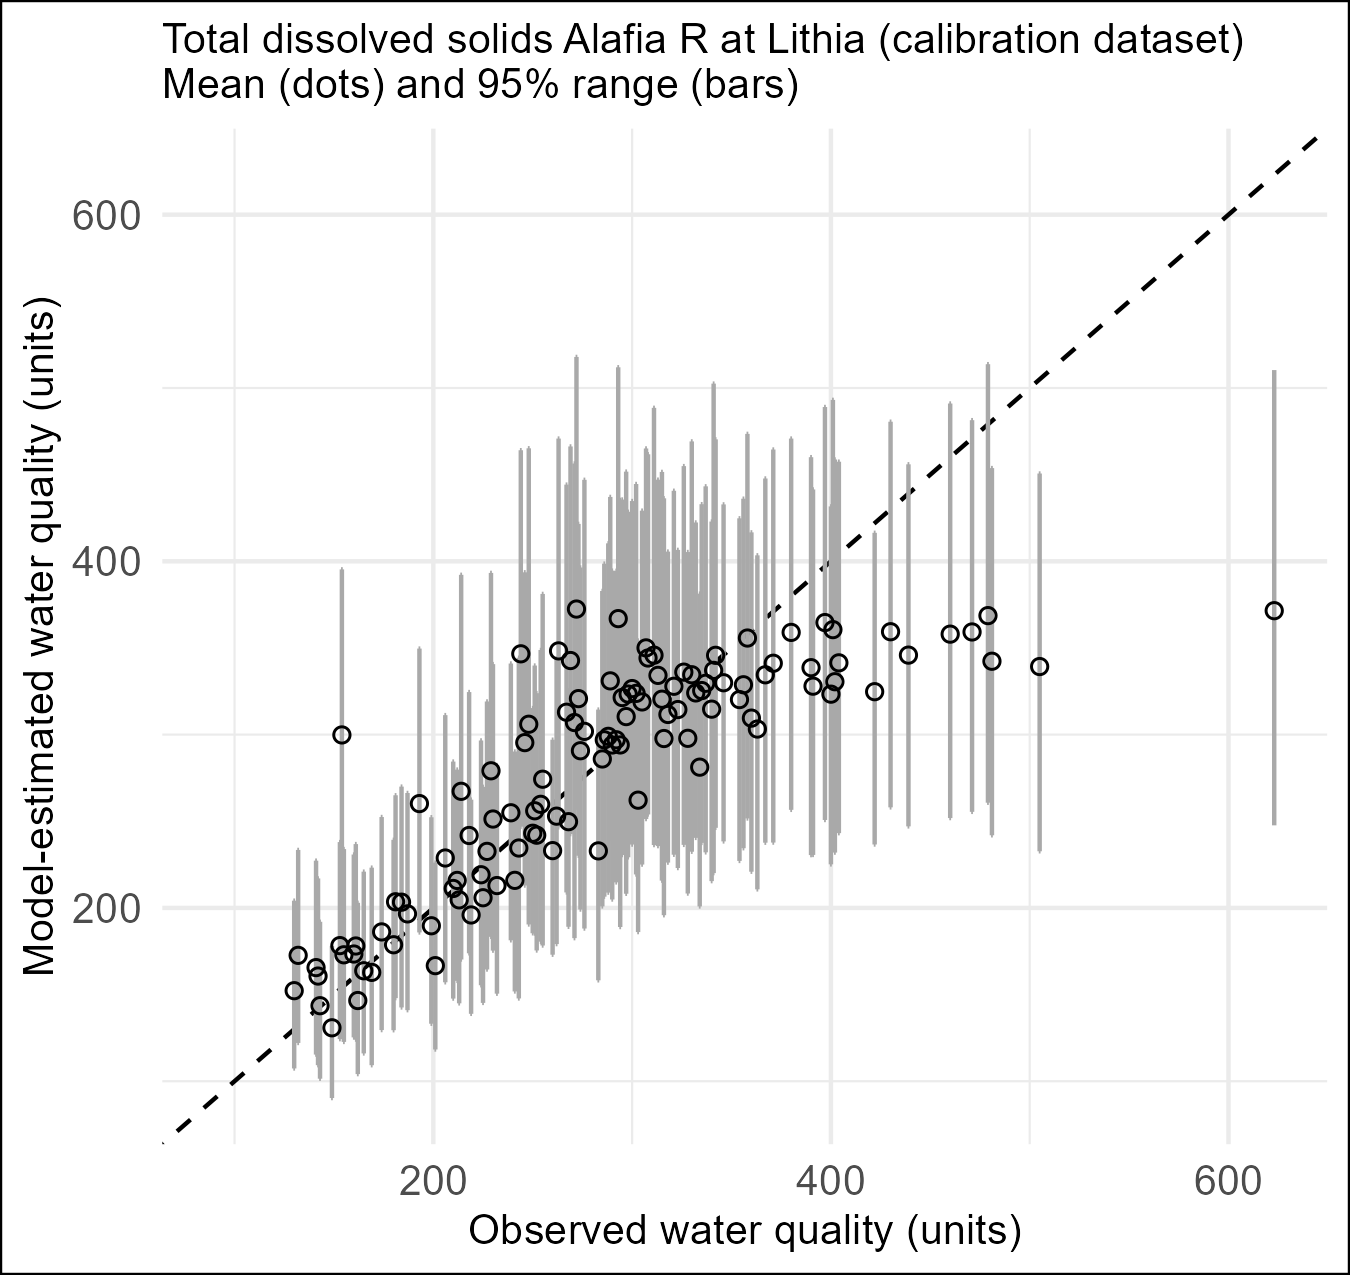 Total dissolved solids Alafia R at Lithia (calibration dataset)
Mean (dots) and 95% range (bars)
600
400
200
Model-estimated water quality (units)
200
400
600
Observed water quality (units)